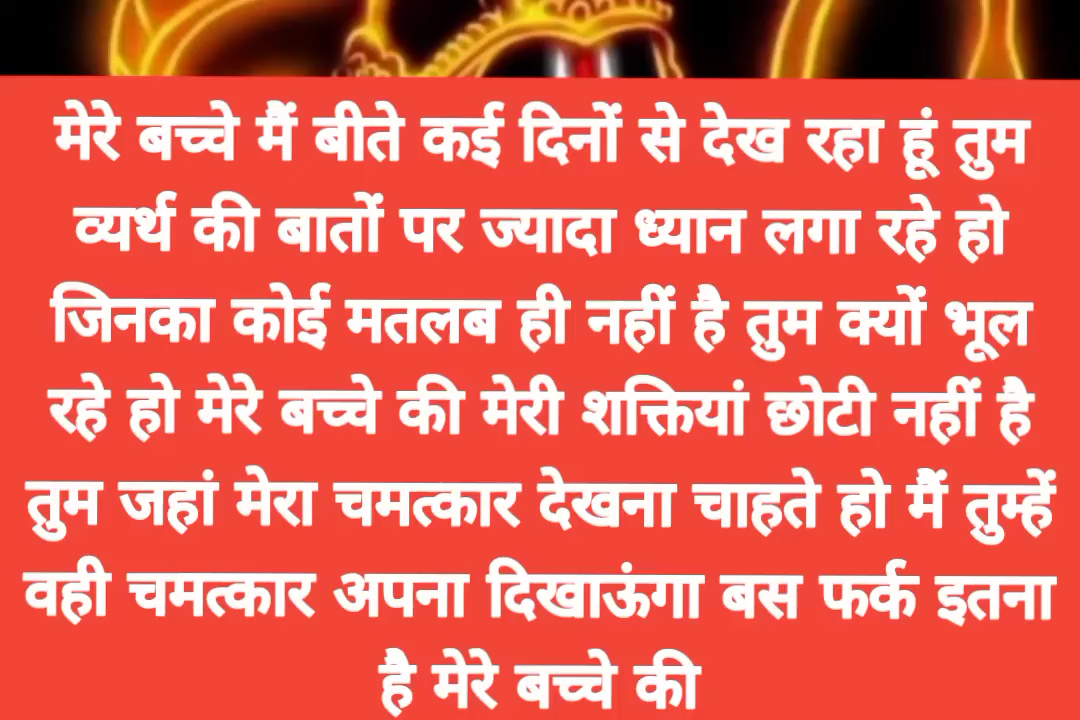 मेरे बच्चे मैं बीते कई दिनों से देख रहा हूं तुम
व्यर्थ की बातों पर ज्यादा ध्यान लगा रहे हो
जिनका कोई मतलब ही नहीं है तुम क्यों भूल
रहे हो मेरे बच्चे की मेरी शक्तियां छोटी नहीं है
तुम जहां मेरा चमत्कार देखना चाहते हो मैं तुम्हें
वही चमत्कार अपना दिखाऊंगा बस फर्क इतना
है मेरे बच्चे की